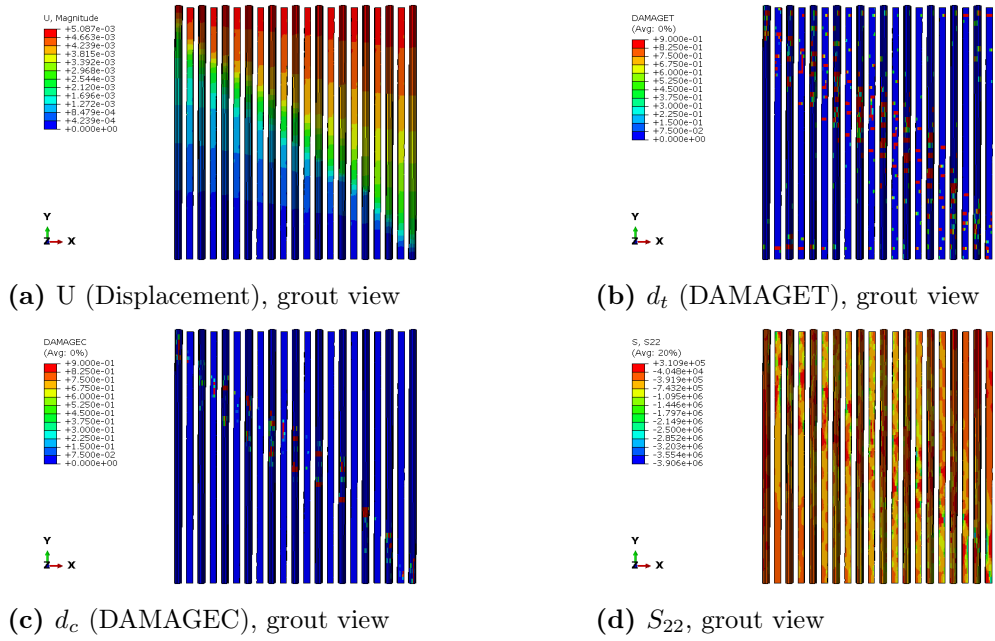 U, Magnitude
+5.087e-03
+4.663e-03
+4.239e-03
+3.815e-03
+3.392e-03
+2.968e-03
+2.544e-03
+2.120e-03
+1.696e-03
+1.272e-03
+8.479e-04
+4.239e-04
+0.000e+00
Y
Z X
(a) U (Displacement), grout view
DAMAGET
(Avg: 0%)
+9.000e-01
+8.250e-01
+7.500e-01
+6.750e-01
+6.000e-01
+5.250e-01
+4.500e-01
+3.750e-01
+3.000e-01
+2.250e-01
+1.500e-01
+7.500e-02
+0.000e+00
Y
Z X
(b) d_t (DAMAGET), grout view
DAMAGEC
(Avg: 0%)
+9.000e-01
+8.250e-01
+7.500e-01
+6.750e-01
+6.000e-01
+5.250e-01
+4.500e-01
+3.750e-01
+3.000e-01
+2.250e-01
+1.500e-01
+7.500e-02
+0.000e+00
Y
Z X
(c) d_c (DAMAGEC), grout view
S, S22
(Avg: 20%)
+3.109e+05
-4.048e+04
-3.919e+05
-7.432e+05
-1.095e+06
-1.446e+06
-1.797e+06
-2.149e+06
-2.500e+06
-2.852e+06
-3.203e+06
-3.554e+06
-3.906e+06
Y
Z X
(d) S_22, grout view